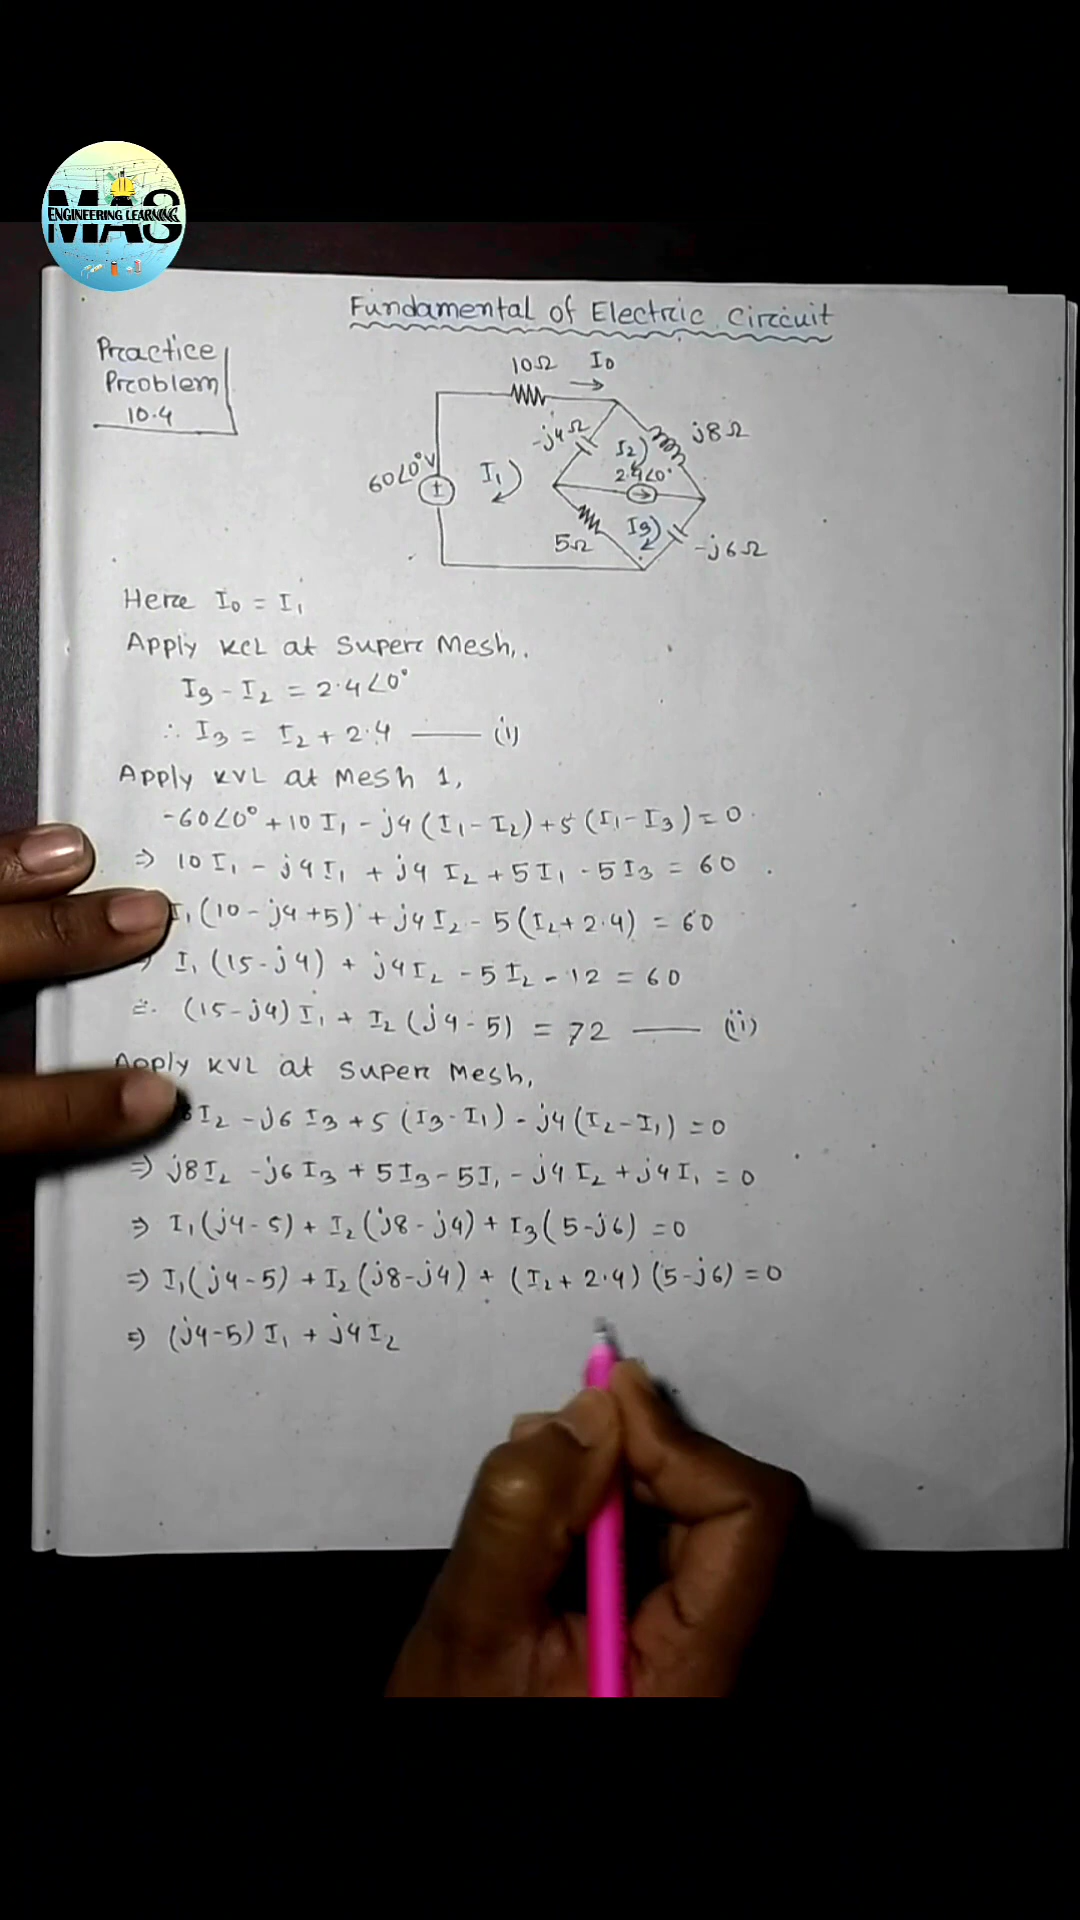 MAS
ENGINEERING LEARNING
Fundamental of Electric Circuit
Practice
Problem
10.4
10Ω I₀
-j4Ω
j8Ω
I₂
60∠0°V
I₁
2.4∠0°
I₃
5Ω
-j6Ω
Here I₀ = I₁
Apply KCL at Super Mesh,.
I₃ - I₂ = 2.4∠0°
∴ I₃ = I₂ + 2.4 —— (i)
Apply KVL at Mesh 1,
-60∠0° + 10 I₁ - j4 (I₁ - I₂) + 5 (I₁ - I₃) = 0
⇒ 10 I₁ - j4 I₁ + j4 I₂ + 5 I₁ - 5 I₃ = 60
I₁ (10 - j4 + 5) + j4 I₂ - 5 (I₂ + 2.4) = 60
⇒ I₁ (15 - j4) + j4 I₂ - 5 I₂ - 12 = 60
∴ (15 - j4) I₁ + I₂ (j4 - 5) = 72 —— (ii)
Apply KVL at Super Mesh,
8 I₂ - j6 I₃ + 5 (I₃ - I₁) - j4 (I₂ - I₁) = 0
⇒ j8 I₂ - j6 I₃ + 5 I₃ - 5 I₁ - j4 I₂ + j4 I₁ = 0
⇒ I₁ (j4 - 5) + I₂ (j8 - j4) + I₃ (5 - j6) = 0
⇒ I₁ (j4 - 5) + I₂ (j8 - j4) + (I₂ + 2.4) (5 - j6) = 0
⇒ (j4 - 5) I₁ + j4 I₂